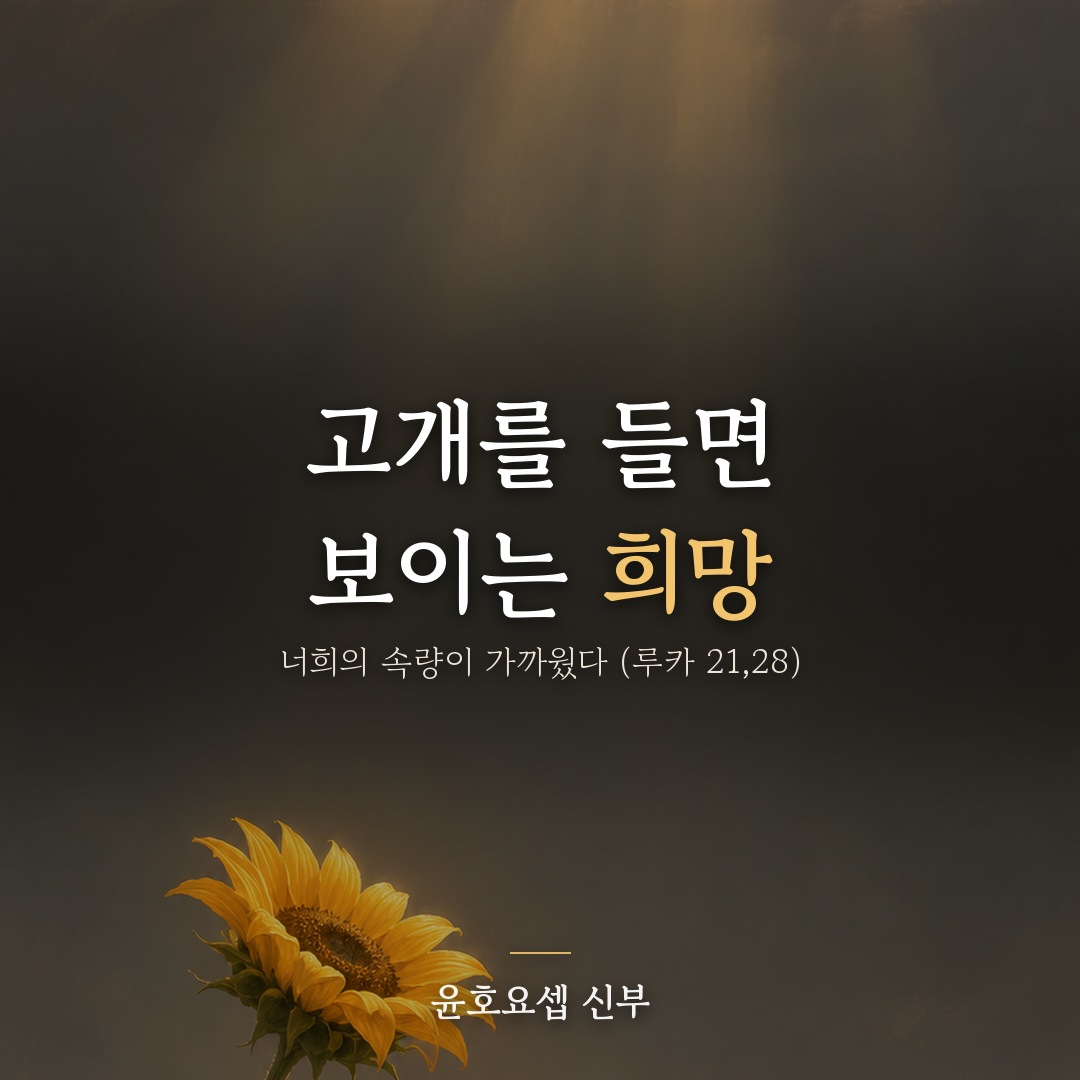 고개를 들면
보이는 희망
너희의 속량이 가까웠다 (루카 21,28)
윤호요셉 신부